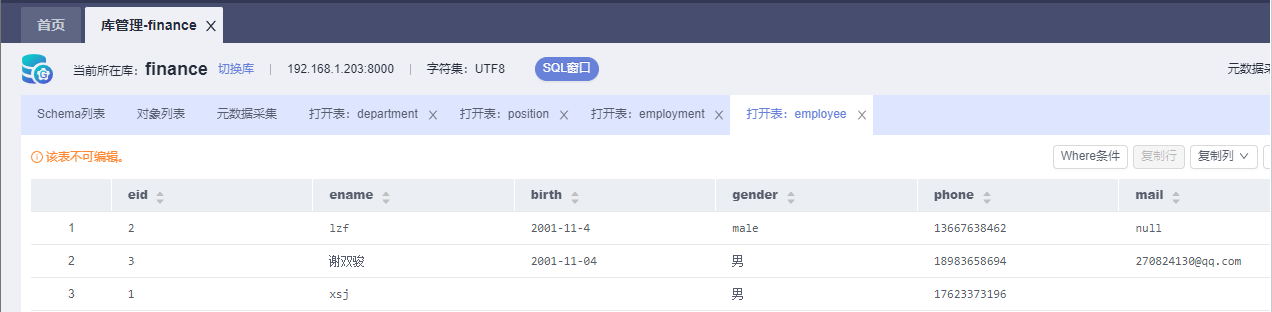 首页 库管理-finance
当前所在库：finance 切换库 192.168.1.203:8000 字符集：UTF8 SQL窗口 元数据采
Schema列表 对象列表 元数据采集 打开表：department 打开表：position 打开表：employment 打开表：employee
该表不可编辑。 Where条件 复制行 复制列
eid ename birth gender phone mail
1 2 lzf 2001-11-4 male 13667638462 null
2 3 谢双骏 2001-11-04 男 18983658694 270824130@qq.com
3 1 xsj 男 17623373196